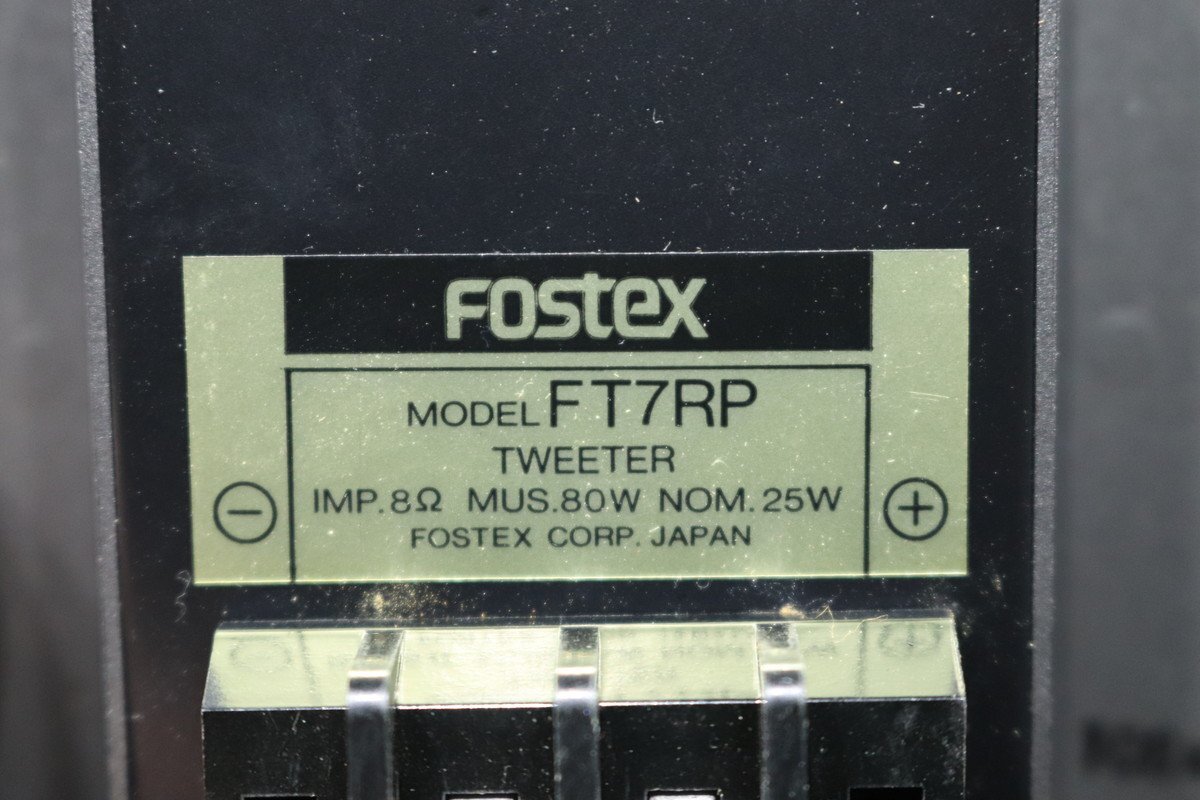 FOSTEX
MODEL FT7RP
TWEETER
IMP. 8Ω MUS. 80W NOM. 25W
FOSTEX CORP. JAPAN
− +